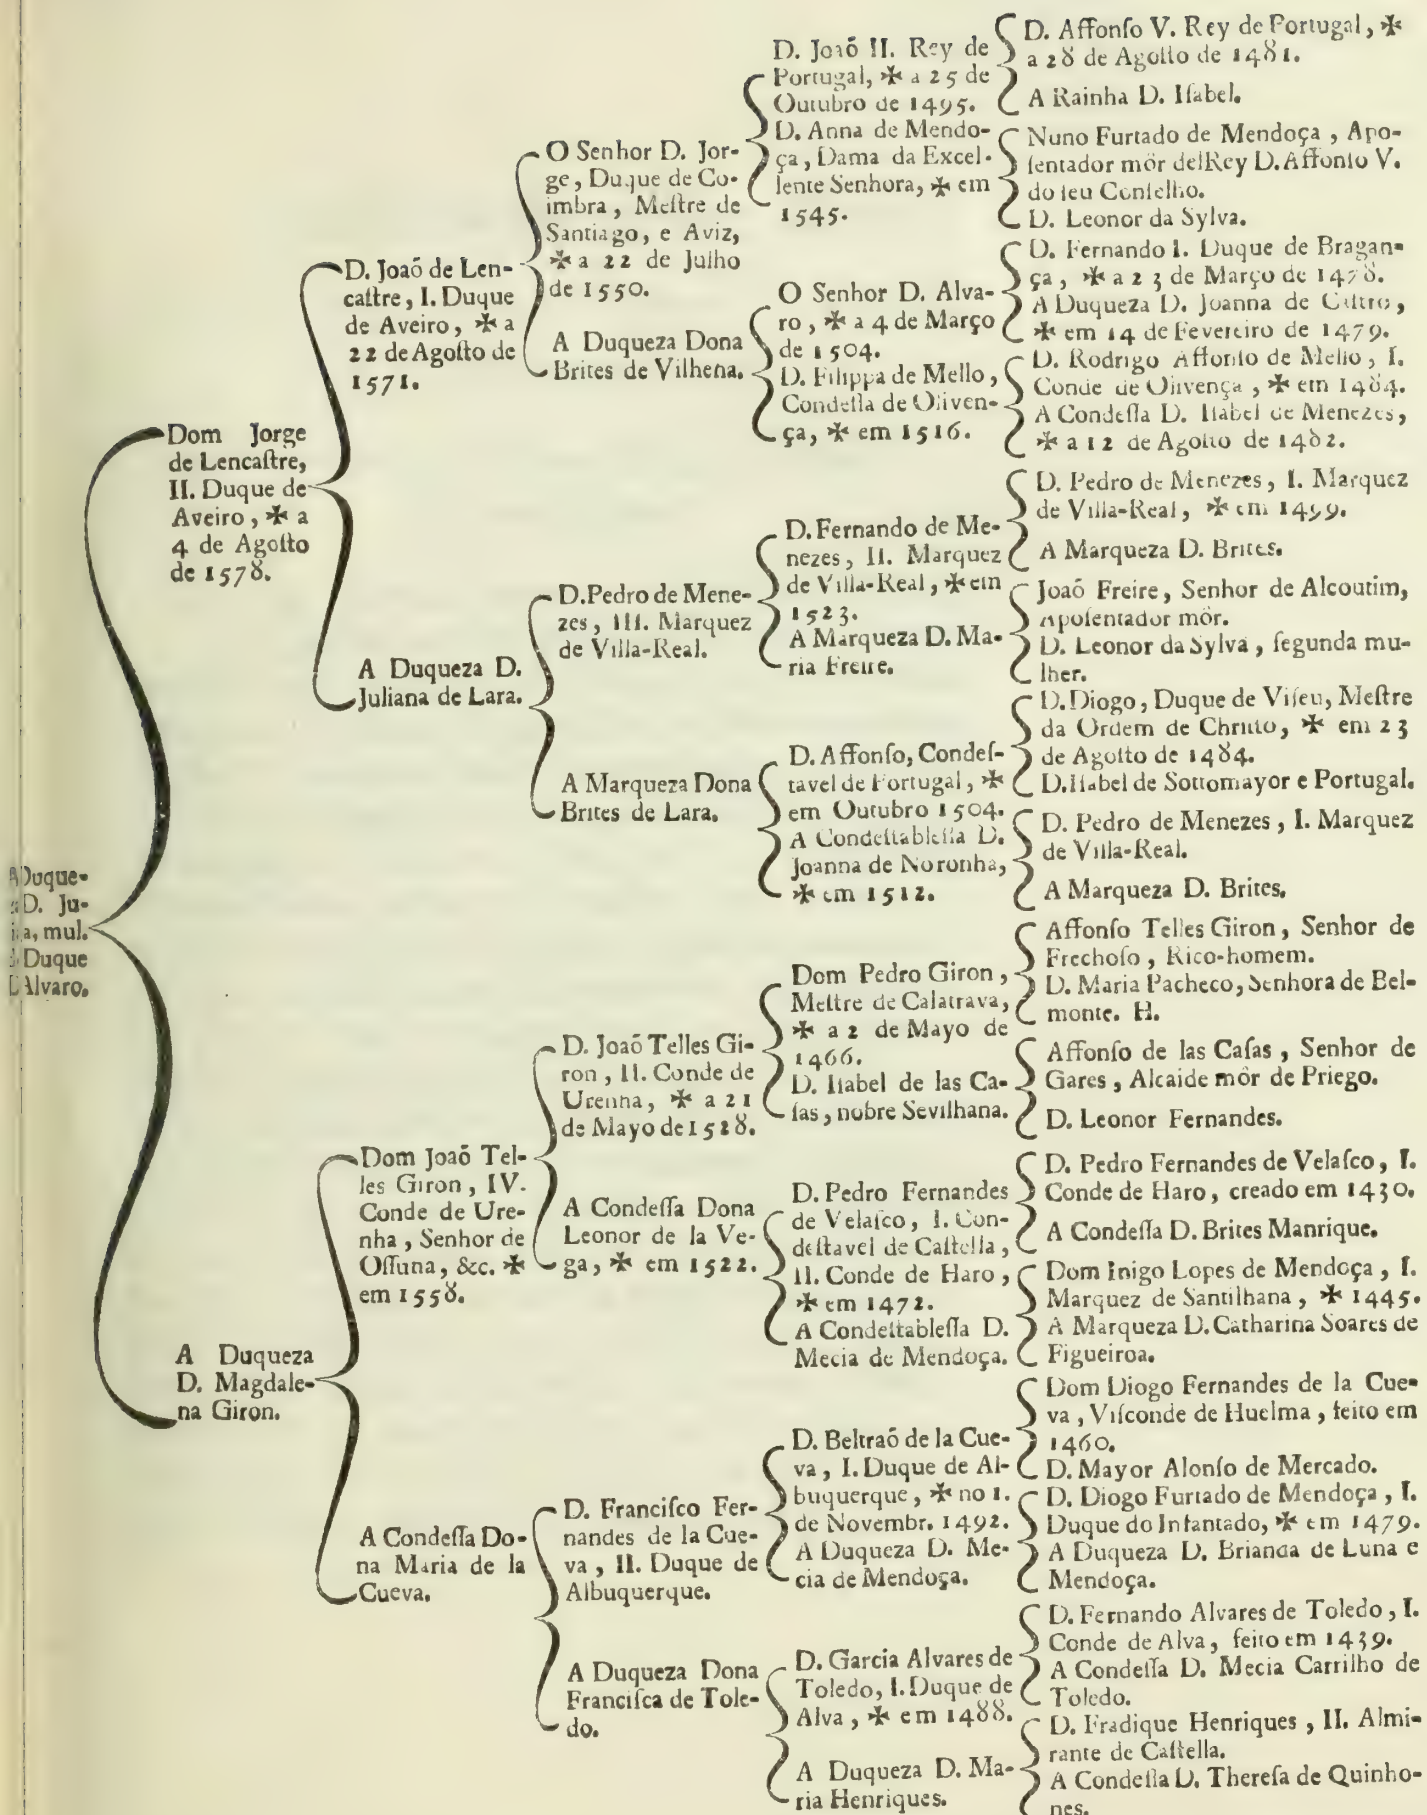 Duque-
D. Ju-
a, mul.
Duque
Alvaro.
Dom Jorge
de Lencaſtre,
II. Duque de
Aveiro, ✠ a
4 de Agoſto
de 1578.
A Duqueza
D. Magdale-
na Giron.
D. Joaõ de Len-
caſtre, I. Duque
de Aveiro, ✠ a
22 de Agoſto de
1571.
A Duqueza D.
Juliana de Lara.
Dom Joaõ Tel-
les Giron, IV.
Conde de Ure-
nha, Senhor de
Oſſuna, &c. ✠
em 1558.
A Condeſſa Do-
na Maria de la
Cueva.
O Senhor D. Jor-
ge, Duque de Co-
imbra, Meſtre de
Santiago, e Aviz,
✠ a 22 de Julho
de 1550.
A Duqueza Dona
Brites de Vilhena.
D. Pedro de Mene-
zes, III. Marquez
de Villa-Real.
A Marqueza Dona
Brites de Lara.
D. Joaõ Telles Gi-
ron, II. Conde de
Urenha, ✠ a 21
de Mayo de 1528.
A Condeſſa Dona
Leonor de la Ve-
ga, ✠ em 1522.
D. Franciſco Fer-
nandes de la Cue-
va, II. Duque de
Albuquerque.
A Duqueza Dona
Franciſca de Tole-
do.
D. Joaõ II. Rey de
Portugal, ✠ a 25 de
Outubro de 1495.
D. Anna de Mendo-
ça, Dama da Excel-
lente Senhora, ✠ em
1545.
O Senhor D. Alva-
ro, ✠ a 4 de Março
de 1504.
D. Filippa de Mello,
Condeſſa de Oliven-
ça, ✠ em 1516.
D. Fernando de Me-
nezes, II. Marquez
de Villa-Real, ✠ em
1523.
A Marqueza D. Ma-
ria Freire.
D. Affonſo, Condeſ-
tavel de Portugal, ✠
em Outubro 1504.
A Condeſtableſſa D.
Joanna de Noronha,
✠ em 1512.
Dom Pedro Giron,
Meſtre de Calatrava,
✠ a 2 de Mayo de
1466.
D. Iſabel de las Ca-
ſas, nobre Sevilhana.
D. Pedro Fernandes
de Velaſco, I. Con-
deſtavel de Caſtella,
II. Conde de Haro,
✠ em 1472.
A Condeſtableſſa D.
Mecia de Mendoça.
D. Beltraõ de la Cue-
va, I. Duque de Al-
buquerque, ✠ no 1.
de Novembr. 1492.
A Duqueza D. Me-
cia de Mendoça.
D. Garcia Alvares de
Toledo, I. Duque de
Alva, ✠ em 1488.
A Duqueza D. Ma-
ria Henriques.
D. Affonſo V. Rey de Portugal, ✠
a 28 de Agoſto de 1481.
A Rainha D. Iſabel.
Nuno Furtado de Mendoça, Apo-
ſentador mór delRey D. Affonſo V.
do ſeu Conſelho.
D. Leonor da Sylva.
D. Fernando I. Duque de Bragan-
ça, ✠ a 23 de Março de 1478.
A Duqueza D. Joanna de Caſtro,
✠ em 14 de Fevereiro de 1479.
D. Rodrigo Affonſo de Mello, I.
Conde de Olivença, ✠ em 1484.
A Condeſſa D. Iſabel de Menezes,
✠ a 12 de Agoſto de 1482.
D. Pedro de Menezes, I. Marquez
de Villa-Real, ✠ em 1499.
A Marqueza D. Brites.
Joaõ Freire, Senhor de Alcoutim,
Apoſentador mór.
D. Leonor da Sylva, ſegunda mu-
lher.
D. Diogo, Duque de Viſeu, Meſtre
da Ordem de Chriſto, ✠ em 23
de Agoſto de 1484.
D. Iſabel de Sottomayor e Portugal.
D. Pedro de Menezes, I. Marquez
de Villa-Real.
A Marqueza D. Brites.
Affonſo Telles Giron, Senhor de
Frechoſo, Rico-homem.
D. Maria Pacheco, Senhora de Bel-
monte. H.
Affonſo de las Caſas, Senhor de
Gares, Alcaide mór de Priego.
D. Leonor Fernandes.
D. Pedro Fernandes de Velaſco, I.
Conde de Haro, creado em 1430.
A Condeſſa D. Brites Manrique.
Dom Inigo Lopes de Mendoça, I.
Marquez de Santilhana, ✠ 1445.
A Marqueza D. Catharina Soares de
Figueiroa.
Dom Diogo Fernandes de la Cue-
va, Viſconde de Huelma, feito em
1460.
D. Mayor Alonſo de Mercado.
D. Diogo Furtado de Mendoça, I.
Duque do Infantado, ✠ em 1479.
A Duqueza D. Brianda de Luna e
Mendoça.
D. Fernando Alvares de Toledo, I.
Conde de Alva, feito em 1439.
A Condeſſa D. Mecia Carrilho de
Toledo.
D. Fradique Henriques, II. Almi-
rante de Caſtella.
A Condeſſa D. Thereſa de Quinho-
nes.